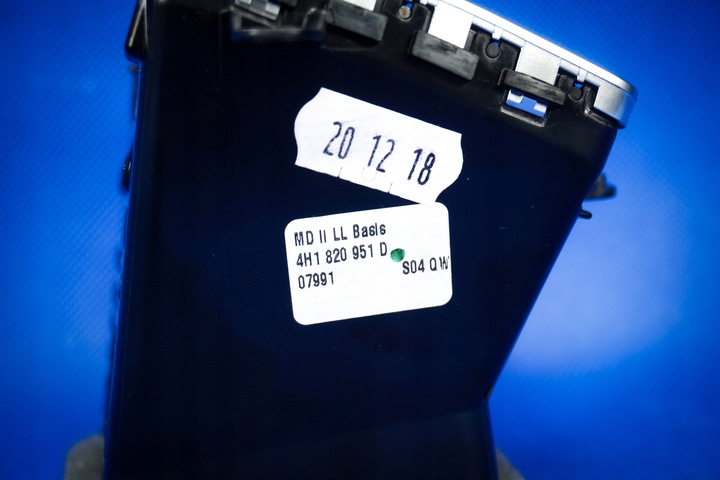 20 12 18
MD II LL Basis
4H1 820 951 D
S04 QW
07991